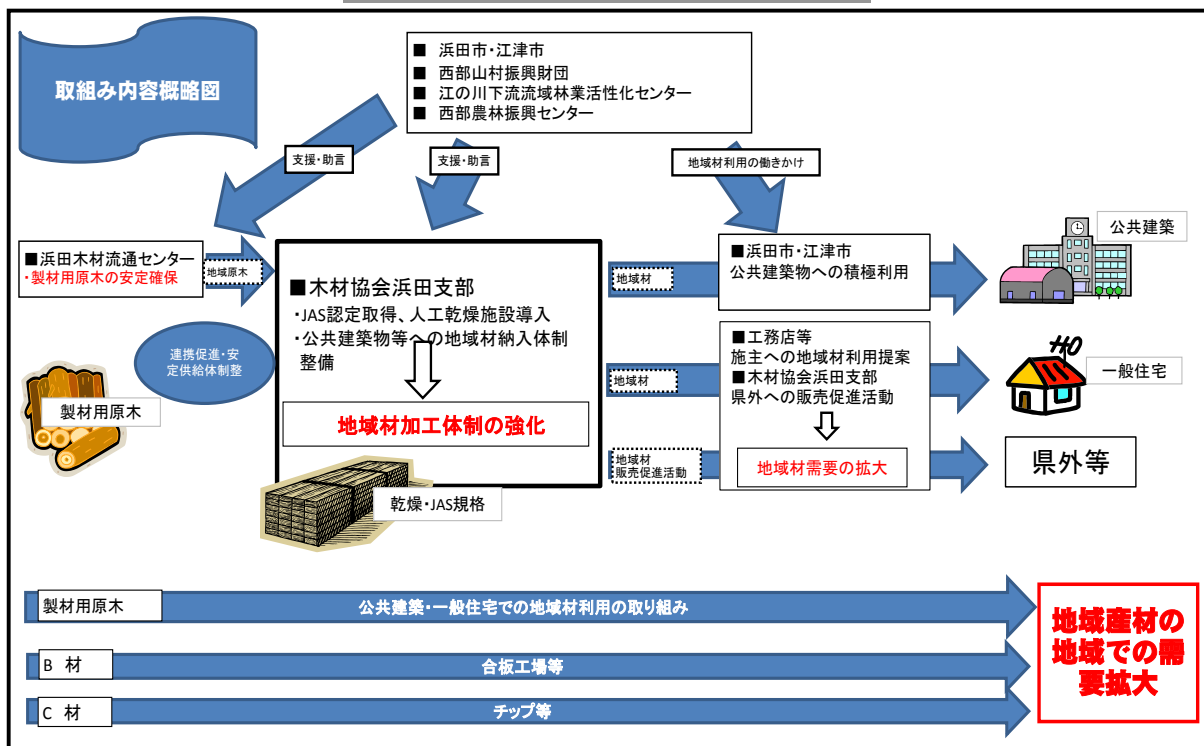 取組み内容概略図
■ 浜田市・江津市
■ 西部山村振興財団
■ 江の川下流流域林業活性化センター
■ 西部農林振興センター
支援・助言
支援・助言
地域材利用の働きかけ
■浜田木材流通センター
・製材用原木の安定確保
地域原木
連携促進・安
定供給体制整
製材用原木
■木材協会浜田支部
・JAS認定取得、人工乾燥施設導入
・公共建築物等への地域材納入体制
整備
地域材加工体制の強化
乾燥・JAS規格
地域材
■浜田市・江津市
公共建築物への積極利用
公共建築
地域材
■工務店等
施主への地域材利用提案
■木材協会浜田支部
県外への販売促進活動
一般住宅
地域材
販売促進活動
地域材需要の拡大
県外等
製材用原木
公共建築・一般住宅での地域材利用の取り組み
B 材
合板工場等
C 材
チップ等
地域産材の
地域での需
要拡大